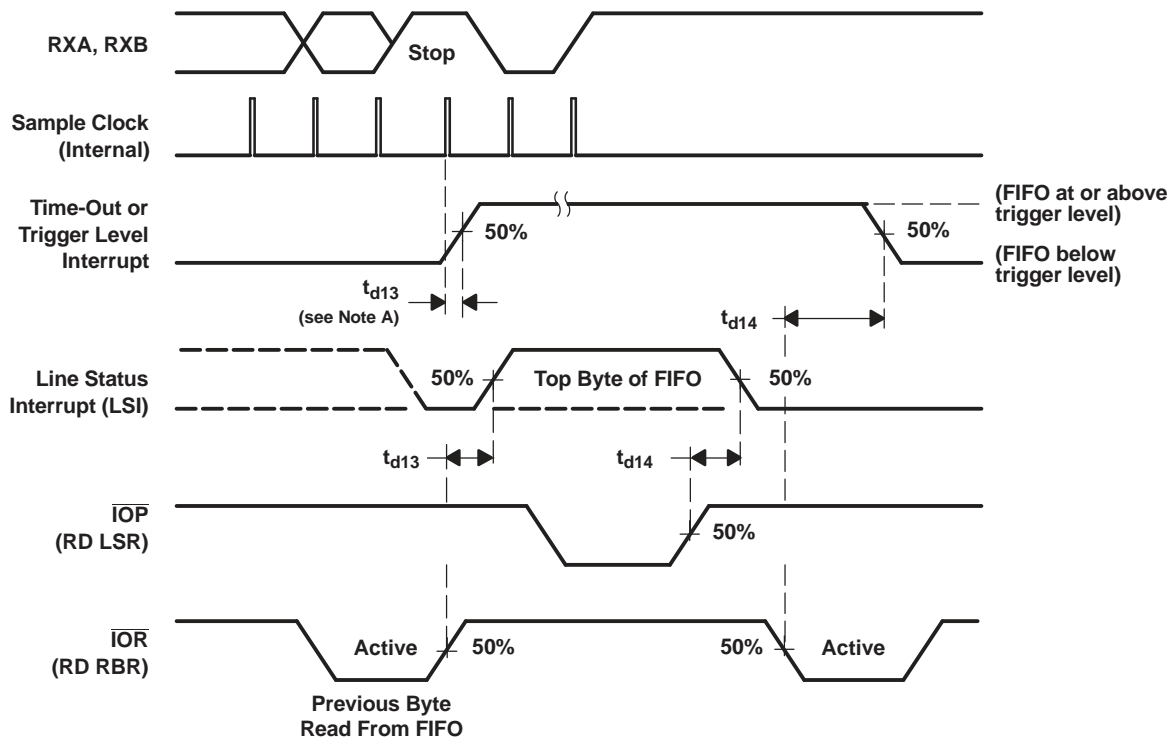 RXA, RXB
Stop
Sample Clock
(Internal)
Time-Out or
Trigger Level
Interrupt
50%
50%
(FIFO at or above
trigger level)
(FIFO below
trigger level)
td13
(see Note A)
td14
Line Status
Interrupt (LSI)
50%
Top Byte of FIFO
50%
td13
td14
IOP
(RD LSR)
50%
IOR
(RD RBR)
Active
50%
50%
Active
Previous Byte
Read From FIFO